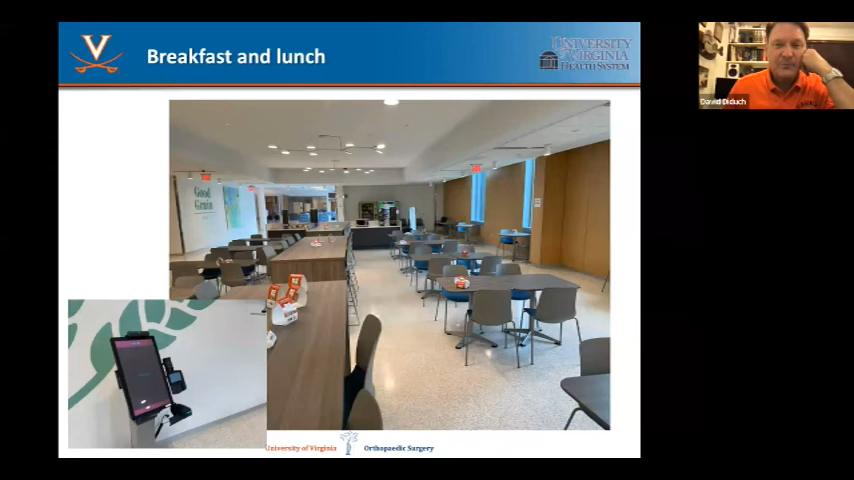 Breakfast and lunch
UNIVERSITY
of VIRGINIA
HEALTH SYSTEM
David Diduch
Good
Grain
University of Virginia
Orthopaedic Surgery